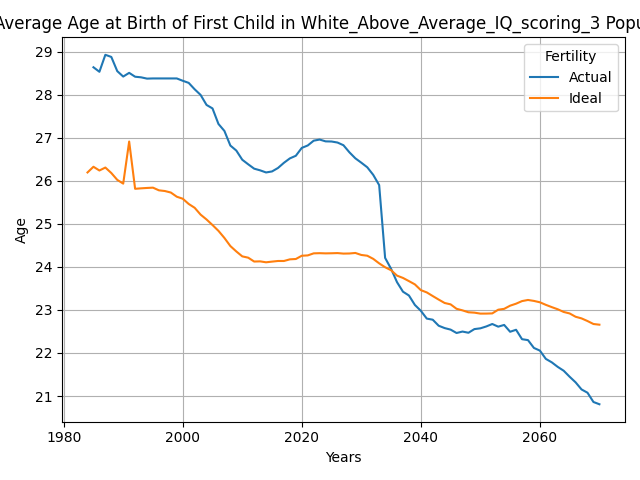 Average Age at Birth of First Child in White_Above_Average_IQ_scoring_3 Popu
Fertility
Actual
Ideal
29
28
27
26
25
24
23
22
21
Age
1980
2000
2020
2040
2060
Years